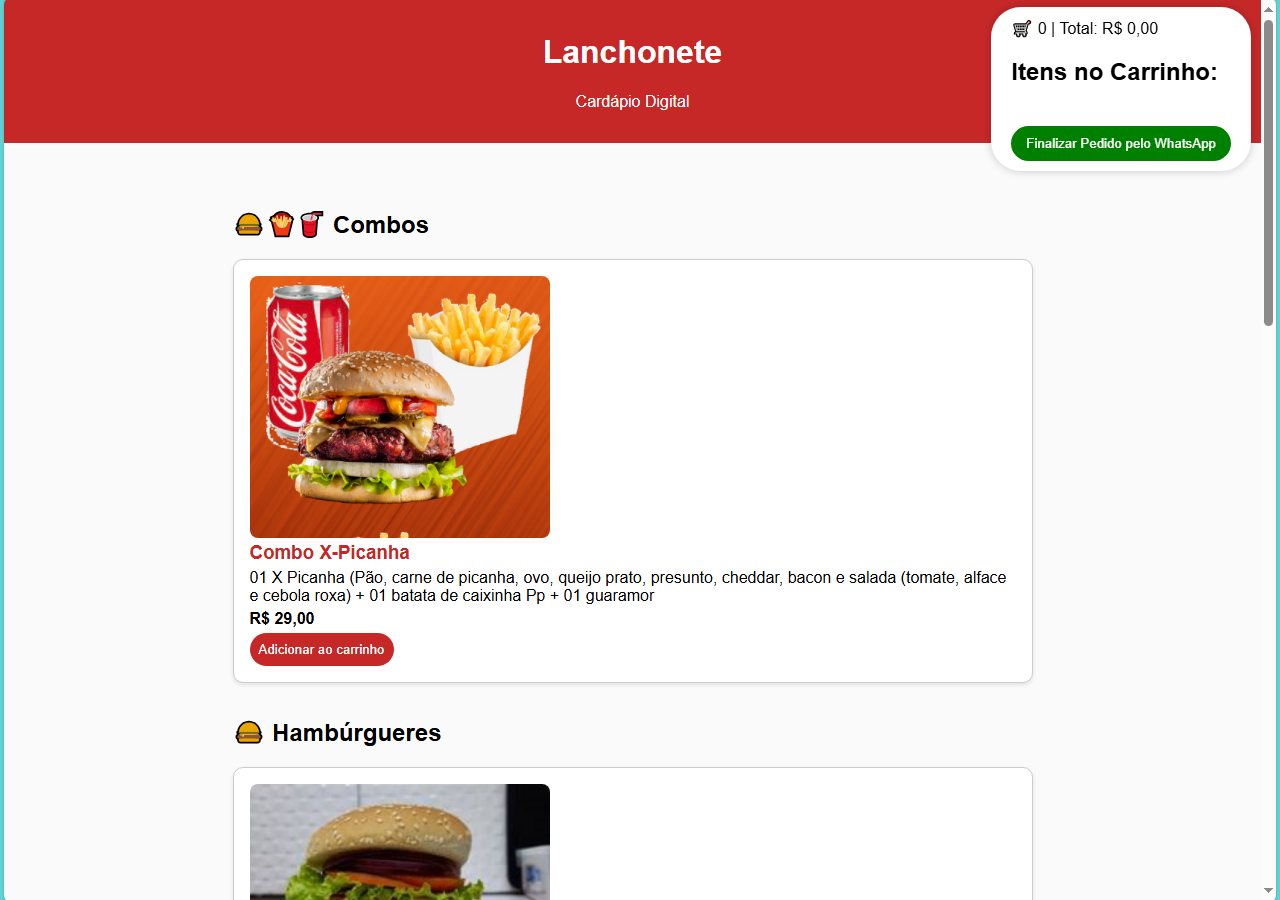 Lanchonete
Cardápio Digital
🛒 0 | Total: R$ 0,00
Itens no Carrinho:
Finalizar Pedido pelo WhatsApp
🍔🍟🥤 Combos
Coca-Cola
Combo X-Picanha
01 X Picanha (Pão, carne de picanha, ovo, queijo prato, presunto, cheddar, bacon e salada (tomate, alface
e cebola roxa) + 01 batata de caixinha Pp + 01 guaramor
R$ 29,00
Adicionar ao carrinho
🍔 Hambúrgueres